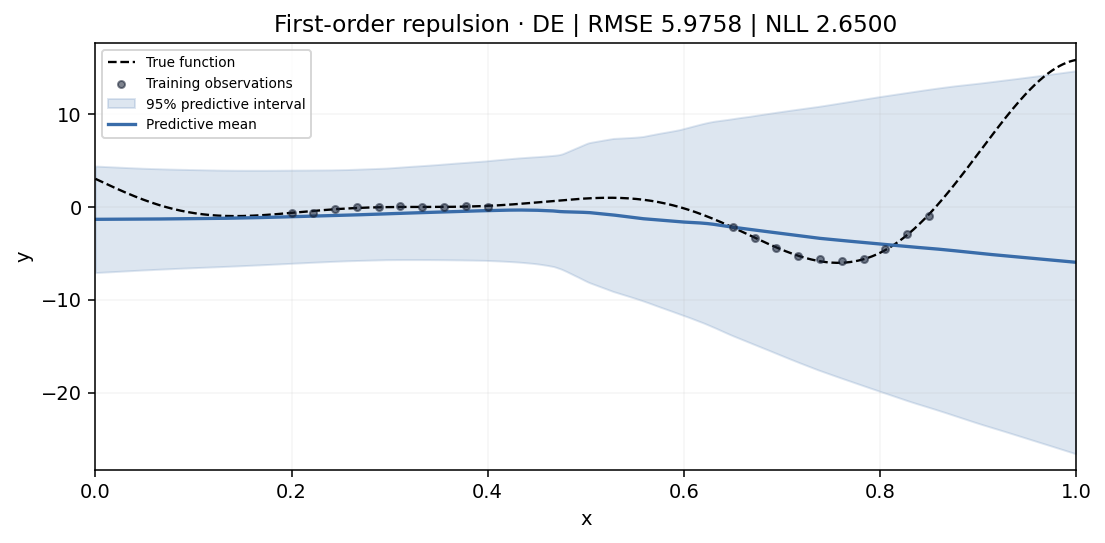 First-order repulsion · DE | RMSE 5.9758 | NLL 2.6500
True function
Training observations
95% predictive interval
Predictive mean
10
0
−10
−20
y
0.0 0.2 0.4 0.6 0.8 1.0
x